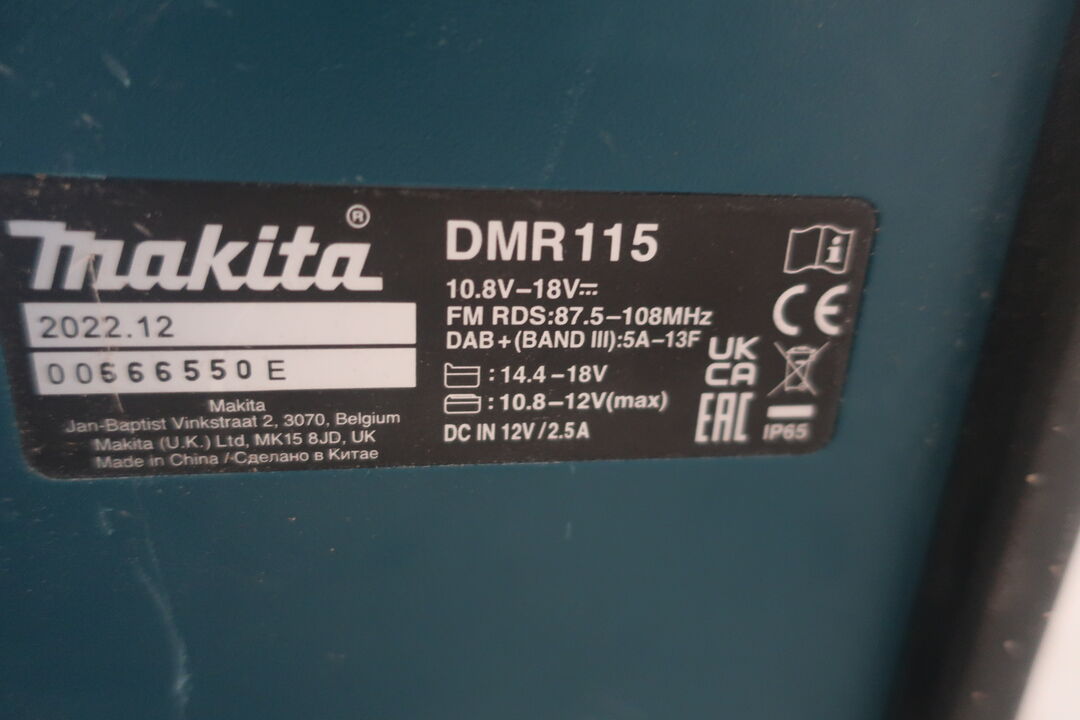 makita®
2022.12
00566550 E
Makita
Jan-Baptist Vinkstraat 2, 3070, Belgium
Makita (U.K.) Ltd, MK15 8JD, UK
Made in China / Сделано в Китае
DMR115
10.8V–18V
FM RDS:87.5–108MHz
DAB+(BAND III):5A–13F
:14.4–18V
:10.8–12V(max)
DC IN 12V/2.5A
i
CE
UK
CA
EAC
IP65